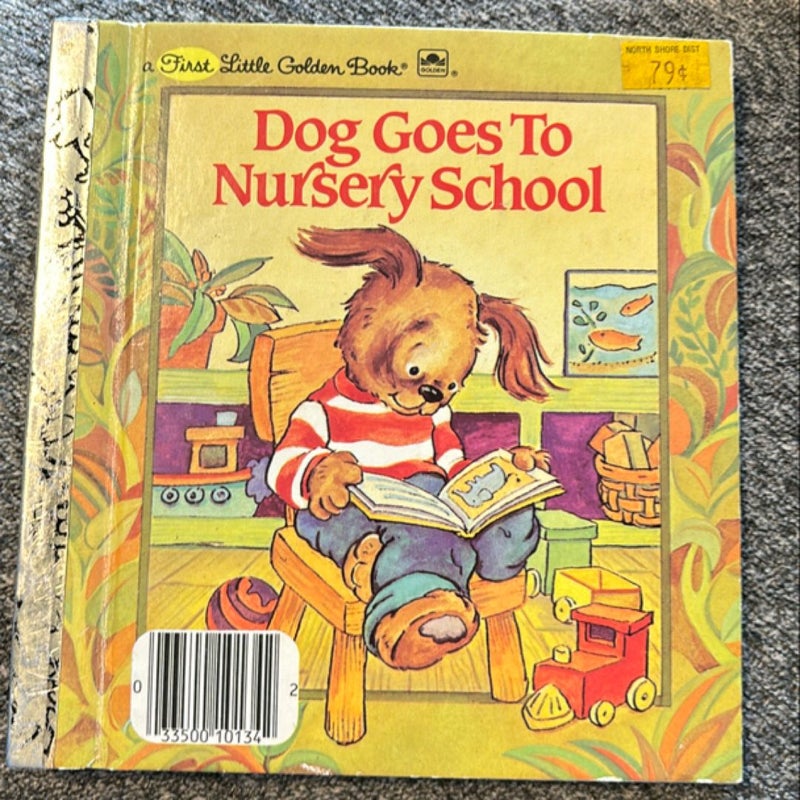 a First Little Golden Book®
GOLDEN ®
NORTH SHORE DIST
79¢
Dog Goes To
Nursery School
0 33500 10134 2